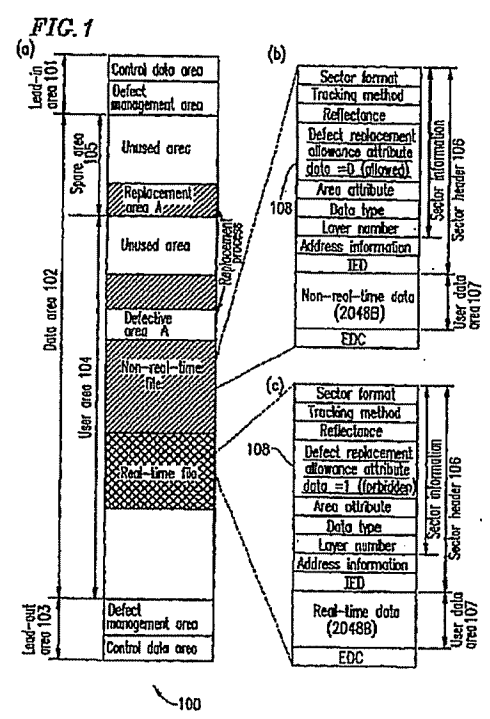 FIG. 1
(a)
Lead-in area 101
Control data area
Defect
management area
Data area 102
Spare area 105
Unused area
Replacement
area A
Replacement process
User area 104
Unused area
Defective
area A
Non-real-time
file
Real-time file
Lead-out area 103
Defect
management area
Control data area
100
(b)
Sector format
Tracking method
Reflectance
Defect replacement
allowance attribute
data =0 (allowed)
108
Area attribute
Data type
Layer number
Address information
IED
Non-real-time data
(2048B)
EDC
Sector information
Sector header 106
User data area 107
(c)
Sector format
Tracking method
Reflectance
Defect replacement
allowance attribute
data =1 (forbidden)
108
Area attribute
Data type
Layer number
Address information
IED
Real-time data
(2048B)
EDC
Sector information
Sector header 106
User data area 107